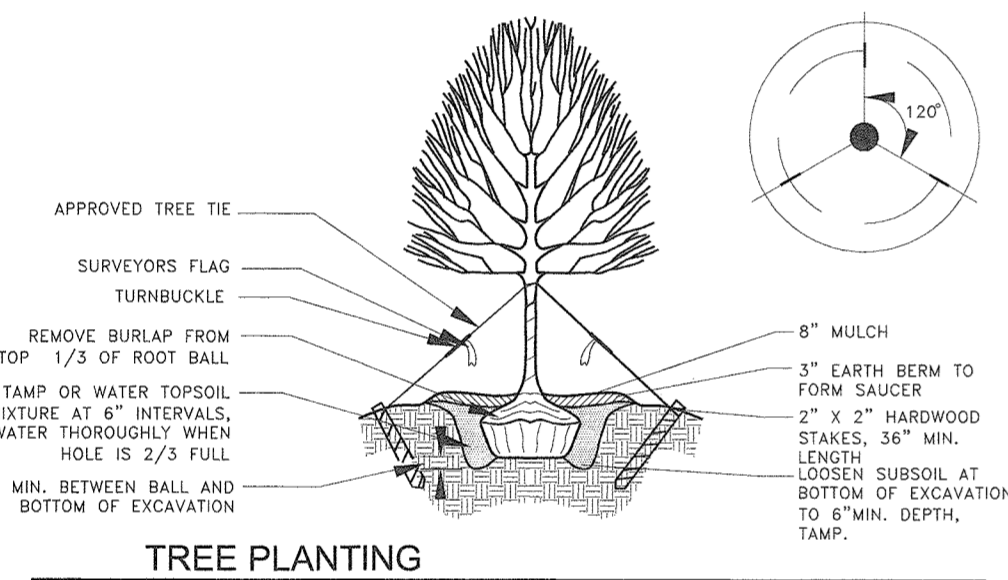 120°
APPROVED TREE TIE
SURVEYORS FLAG
TURNBUCKLE
REMOVE BURLAP FROM
TOP 1/3 OF ROOT BALL
TAMP OR WATER TOPSOIL
IXTURE AT 6" INTERVALS,
WATER THOROUGHLY WHEN
HOLE IS 2/3 FULL
MIN. BETWEEN BALL AND
BOTTOM OF EXCAVATION
8" MULCH
3" EARTH BERM TO
FORM SAUCER
2" X 2" HARDWOOD
STAKES, 36" MIN.
LENGTH
LOOSEN SUBSOIL AT
BOTTOM OF EXCAVATION
TO 6"MIN. DEPTH,
TAMP.
TREE PLANTING